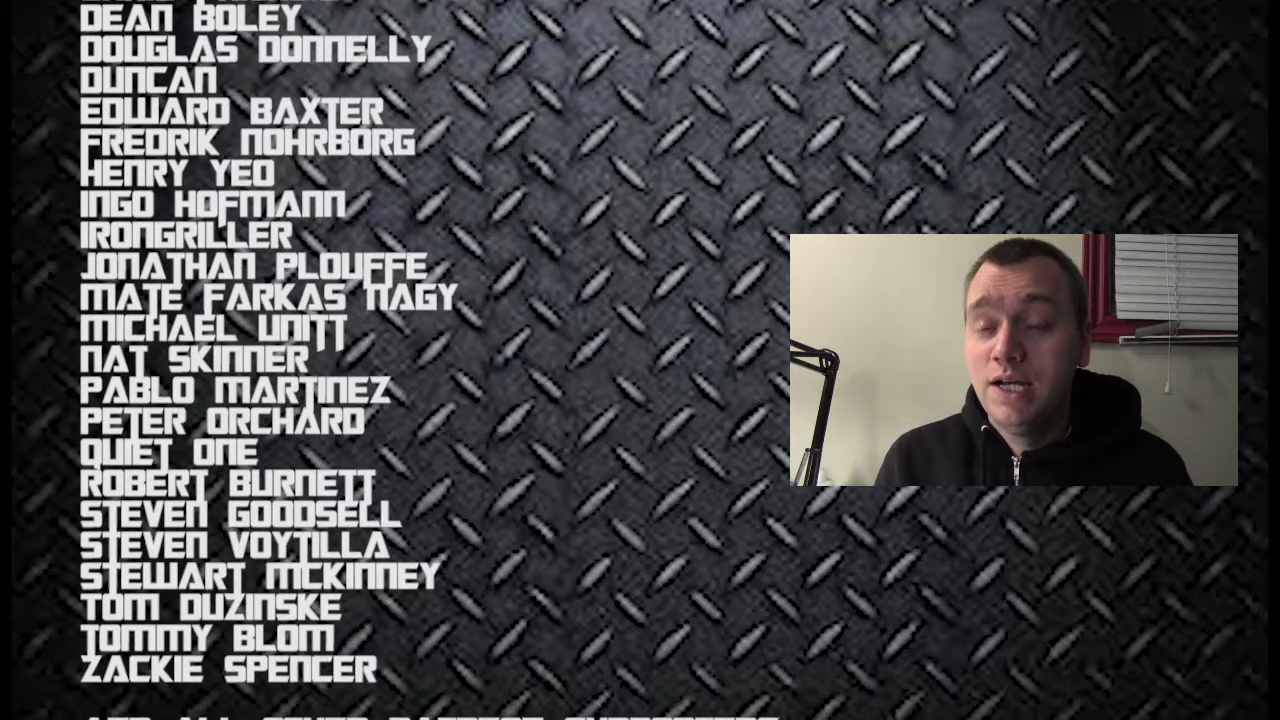 DEAN BOLEY
DOUGLAS DONNELLY
DUNCAN
EDWARD BAXTER
FREDRIK NOHRBORG
HENRY YEO
INGO HOFMANN
IRONGRILLER
JONATHAN PLOUFFE
MATE FARKAS NAGY
MICHAEL UNITT
NAT SKINNER
PABLO MARTINEZ
PETER ORCHARD
QUIET ONE
ROBERT BURNETT
STEVEN GOODSELL
STEVEN VOYTILLA
STEWART MCKINNEY
TOM DUZINSKE
TOMMY BLOM
ZACKIE SPENCER